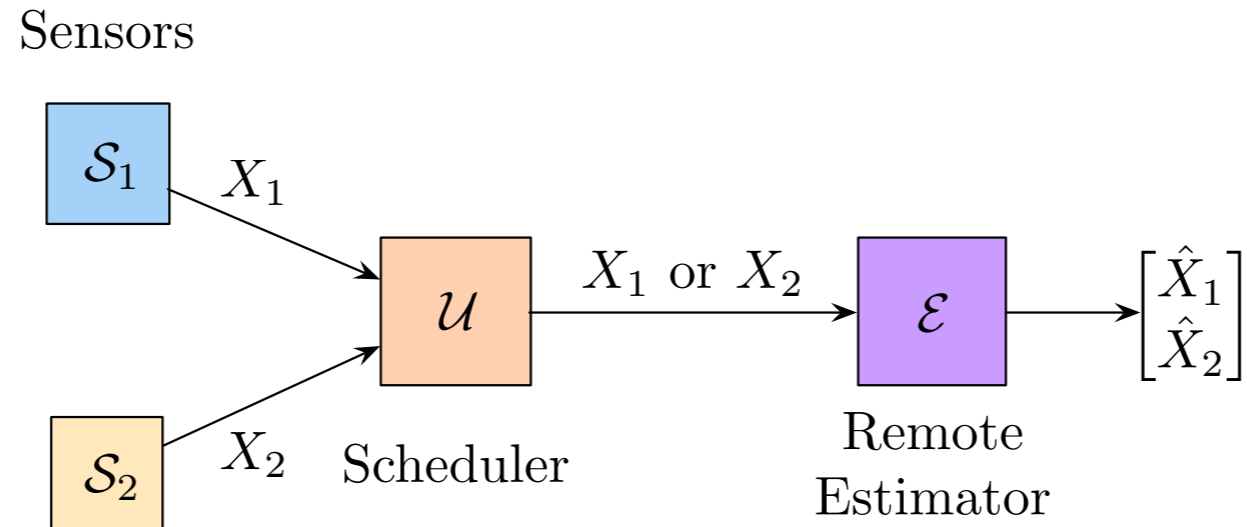 Sensors
𝒮₁
X₁
X₁ or X₂
𝒰
ℰ
X̂₁
X̂₂
X₂
𝒮₂
Scheduler
Remote
Estimator